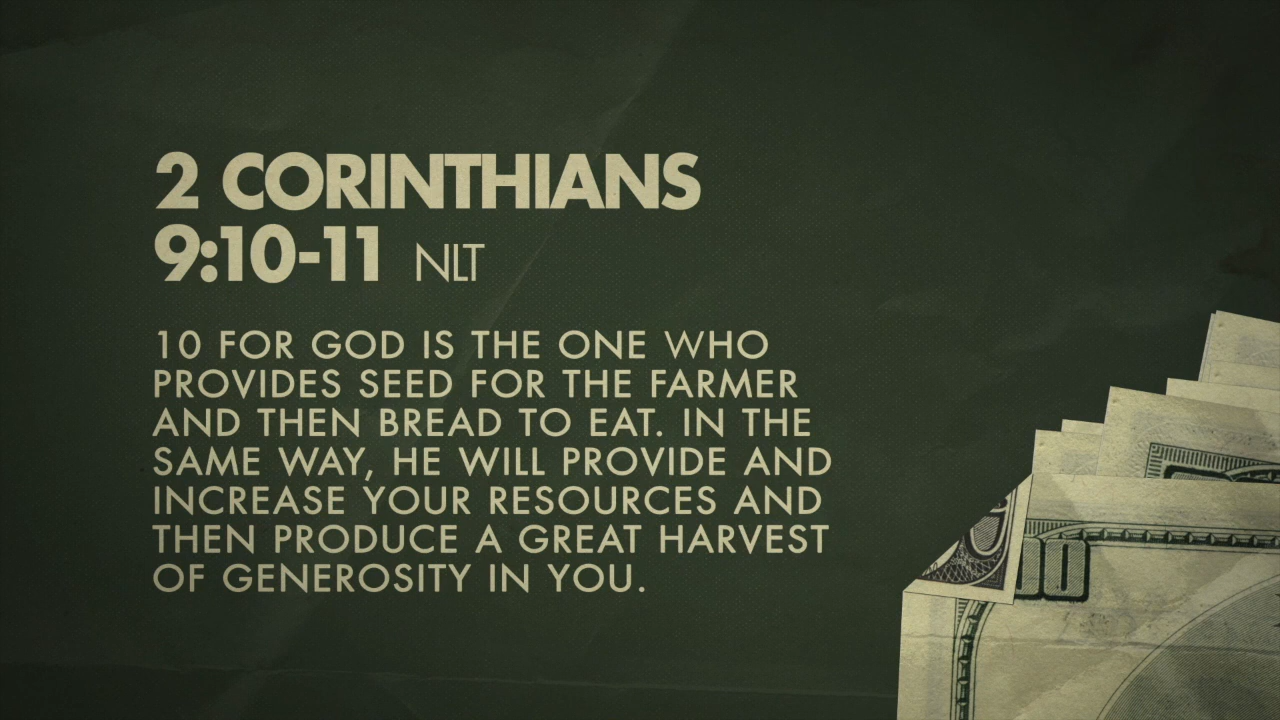 2 CORINTHIANS
9:10-11 NLT
10 FOR GOD IS THE ONE WHO
PROVIDES SEED FOR THE FARMER
AND THEN BREAD TO EAT. IN THE
SAME WAY, HE WILL PROVIDE AND
INCREASE YOUR RESOURCES AND
THEN PRODUCE A GREAT HARVEST
OF GENEROSITY IN YOU.